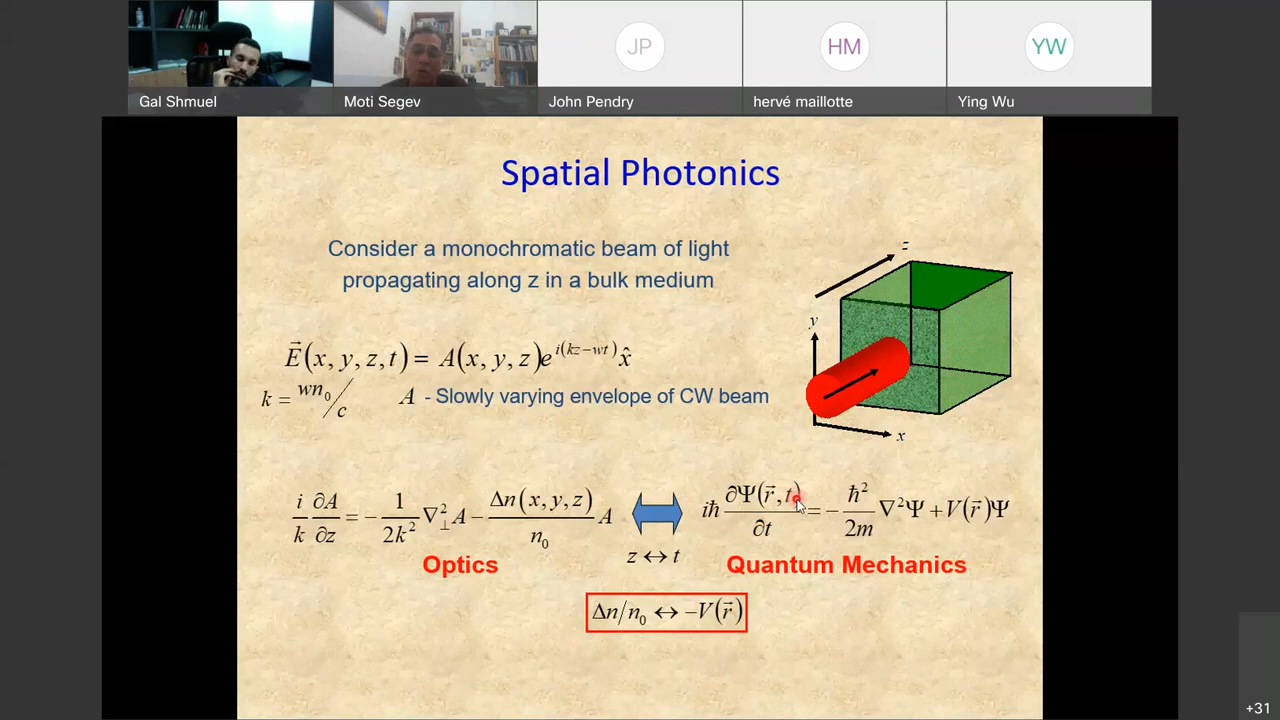 JP
HM
YW
Gal Shmuel
Moti Segev
John Pendry
hervé maillotte
Ying Wu
Spatial Photonics
Consider a monochromatic beam of light
propagating along z in a bulk medium
z
y
x
E⃗(x, y, z, t) = A(x, y, z)e^{i(kz−wt)} x̂
k = wn₀/c
A - Slowly varying envelope of CW beam
i/k ∂A/∂z = −1/2k² ∇⊥² A − Δn(x, y, z)/n₀ A
iħ ∂Ψ(r⃗, t)/∂t = −ħ²/2m ∇²Ψ + V(r⃗)Ψ
z ↔ t
Optics
Quantum Mechanics
Δn/n₀ ↔ −V(r⃗)
+31